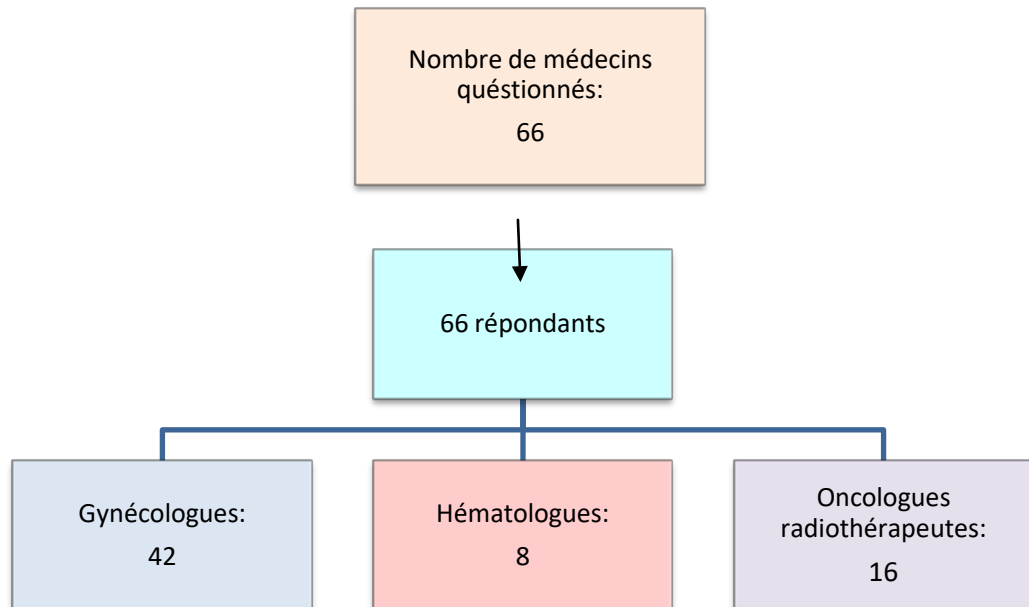 Nombre de médecins
quéstionnés:
66
66 répondants
Gynécologues:
42
Hématologues:
8
Oncologues
radiothérapeutes:
16